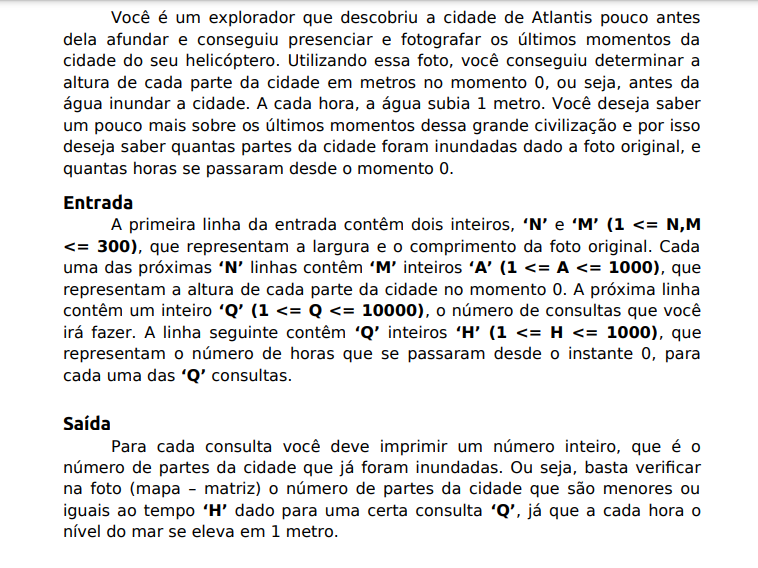 Você é um explorador que descobriu a cidade de Atlantis pouco antes
dela afundar e conseguiu presenciar e fotografar os últimos momentos da
cidade do seu helicóptero. Utilizando essa foto, você conseguiu determinar a
altura de cada parte da cidade em metros no momento 0, ou seja, antes da
água inundar a cidade. A cada hora, a água subia 1 metro. Você deseja saber
um pouco mais sobre os últimos momentos dessa grande civilização e por isso
deseja saber quantas partes da cidade foram inundadas dado a foto original, e
quantas horas se passaram desde o momento 0.
Entrada
A primeira linha da entrada contêm dois inteiros, ‘N’ e ‘M’ (1 <= N,M
<= 300), que representam a largura e o comprimento da foto original. Cada
uma das próximas ‘N’ linhas contêm ‘M’ inteiros ‘A’ (1 <= A <= 1000), que
representam a altura de cada parte da cidade no momento 0. A próxima linha
contêm um inteiro ‘Q’ (1 <= Q <= 10000), o número de consultas que você
irá fazer. A linha seguinte contêm ‘Q’ inteiros ‘H’ (1 <= H <= 1000), que
representam o número de horas que se passaram desde o instante 0, para
cada uma das ‘Q’ consultas.
Saída
Para cada consulta você deve imprimir um número inteiro, que é o
número de partes da cidade que já foram inundadas. Ou seja, basta verificar
na foto (mapa – matriz) o número de partes da cidade que são menores ou
iguais ao tempo ‘H’ dado para uma certa consulta ‘Q’, já que a cada hora o
nível do mar se eleva em 1 metro.